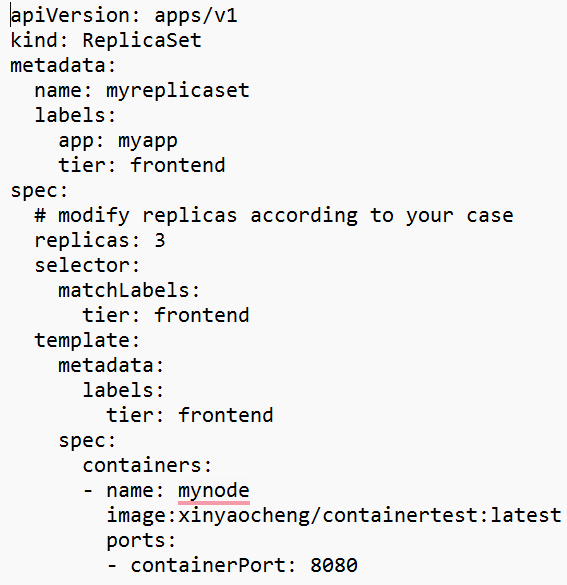 apiVersion: apps/v1
kind: ReplicaSet
metadata:
  name: myreplicaset
  labels:
    app: myapp
    tier: frontend
spec:
  # modify replicas according to your case
  replicas: 3
  selector:
    matchLabels:
      tier: frontend
  template:
    metadata:
      labels:
        tier: frontend
    spec:
      containers:
      - name: mynode
        image:xinyaocheng/containertest:latest
        ports:
        - containerPort: 8080